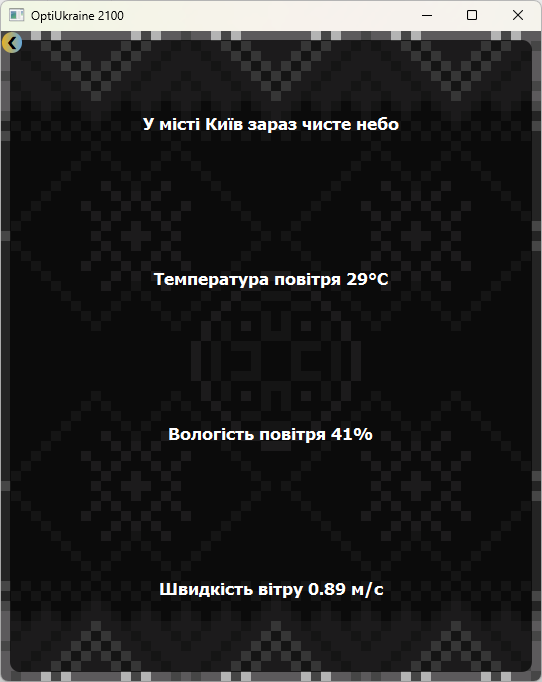 OptiUkraine 2100
У місті Київ зараз чисте небо
Температура повітря 29°C
Вологість повітря 41%
Швидкість вітру 0.89 м/с